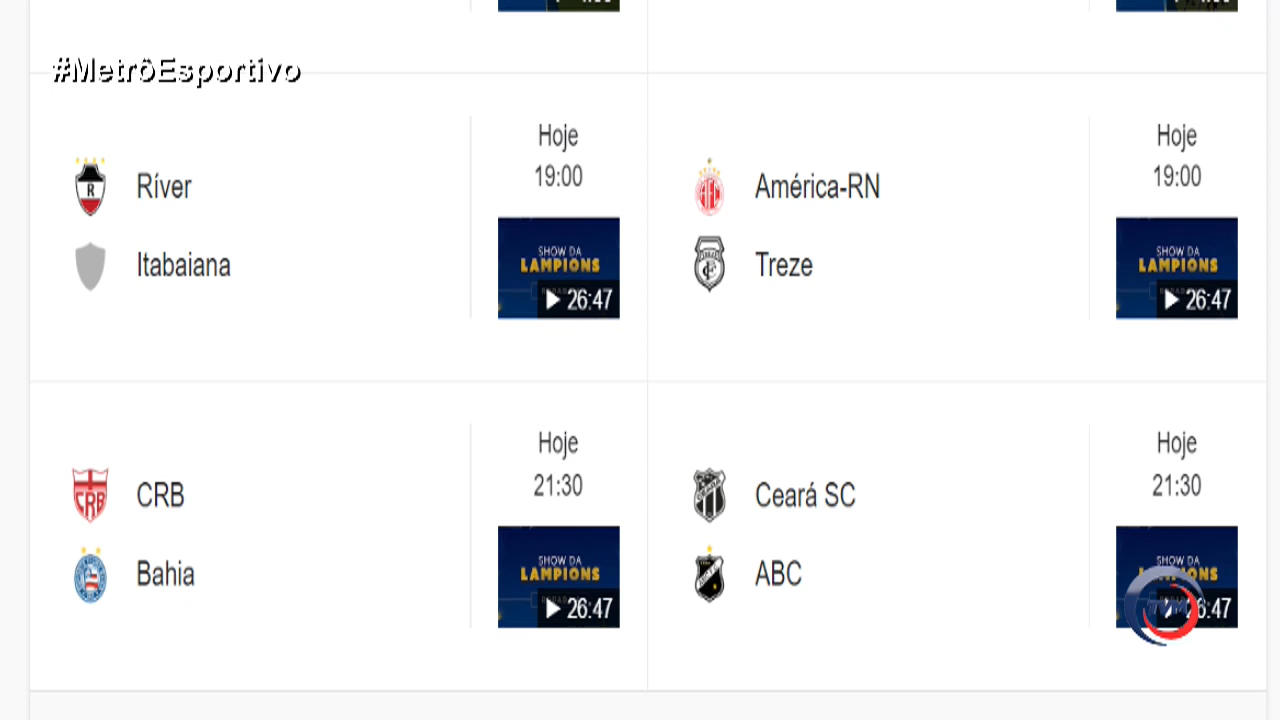 #MetrôEsportivo
Ríver
Itabaiana
Hoje
19:00
SHOW DA
LAMPIONS
26:47
América-RN
Treze
Hoje
19:00
SHOW DA
LAMPIONS
26:47
CRB
Bahia
Hoje
21:30
SHOW DA
LAMPIONS
26:47
Ceará SC
ABC
Hoje
21:30
SHOW DA
LAMPIONS
26:47
TVM